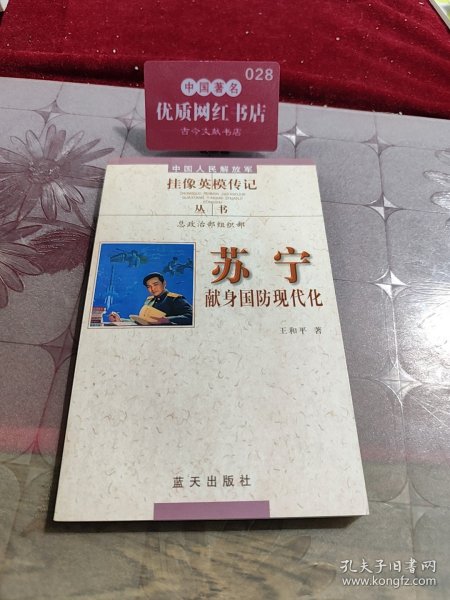 028
中国著名
优质网红书店
古今文献书店
中国人民解放军
挂像英模传记
丛书
总政治部组织部
苏宁
献身国防现代化
王和平 著
蓝天出版社
孔夫子旧书网
www.kongfz.com